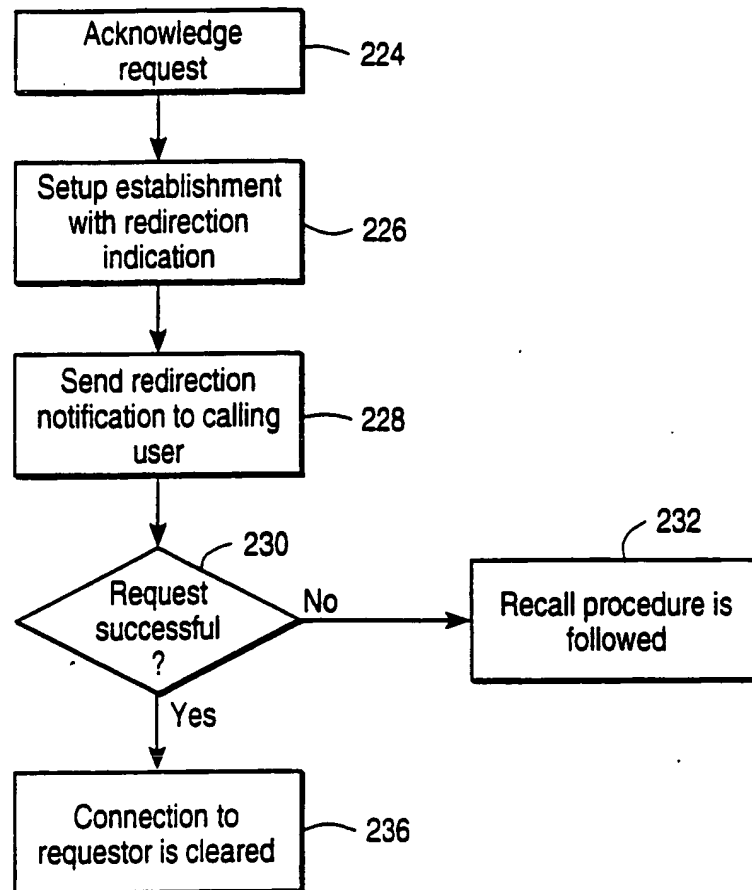 Acknowledge
request
224
Setup establishment
with redirection
indication
226
Send redirection
notification to calling
user
228
230
Request
successful
?
No
232
Recall procedure is
followed
Yes
Connection to
requestor is cleared
236